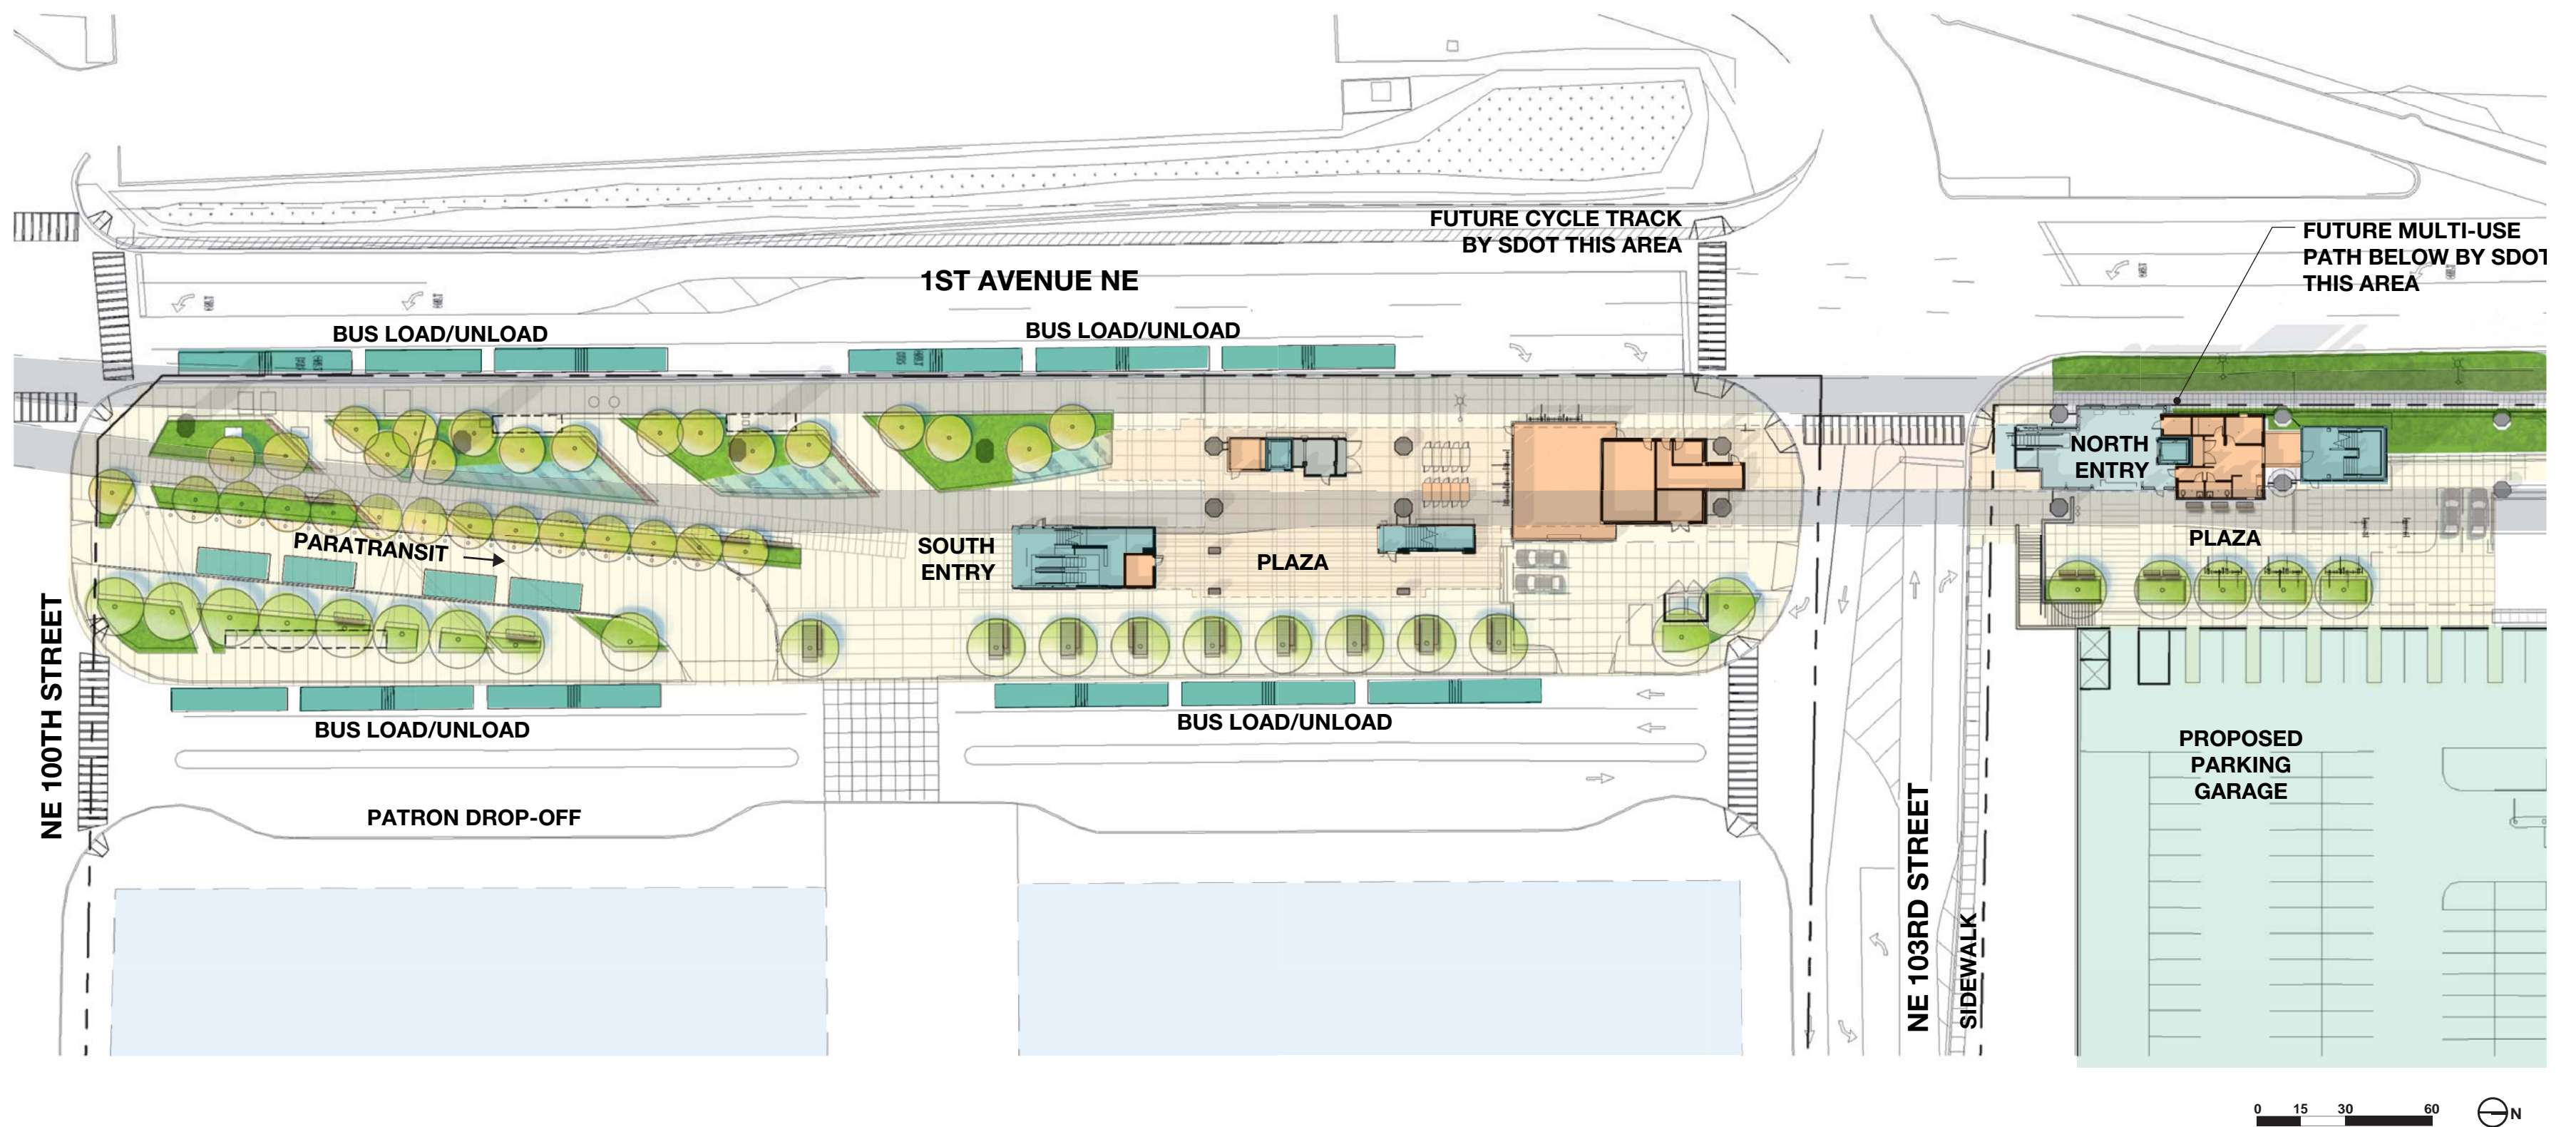 FUTURE CYCLE TRACK
BY SDOT THIS AREA
FUTURE MULTI-USE
PATH BELOW BY SDOT
THIS AREA
1ST AVENUE NE
BUS LOAD/UNLOAD
BUS LOAD/UNLOAD
NORTH
ENTRY
PARATRANSIT
SOUTH
ENTRY
PLAZA
PLAZA
NE 100TH STREET
BUS LOAD/UNLOAD
BUS LOAD/UNLOAD
PATRON DROP-OFF
NE 103RD STREET
SIDEWALK
PROPOSED
PARKING
GARAGE
0 15 30 60
N